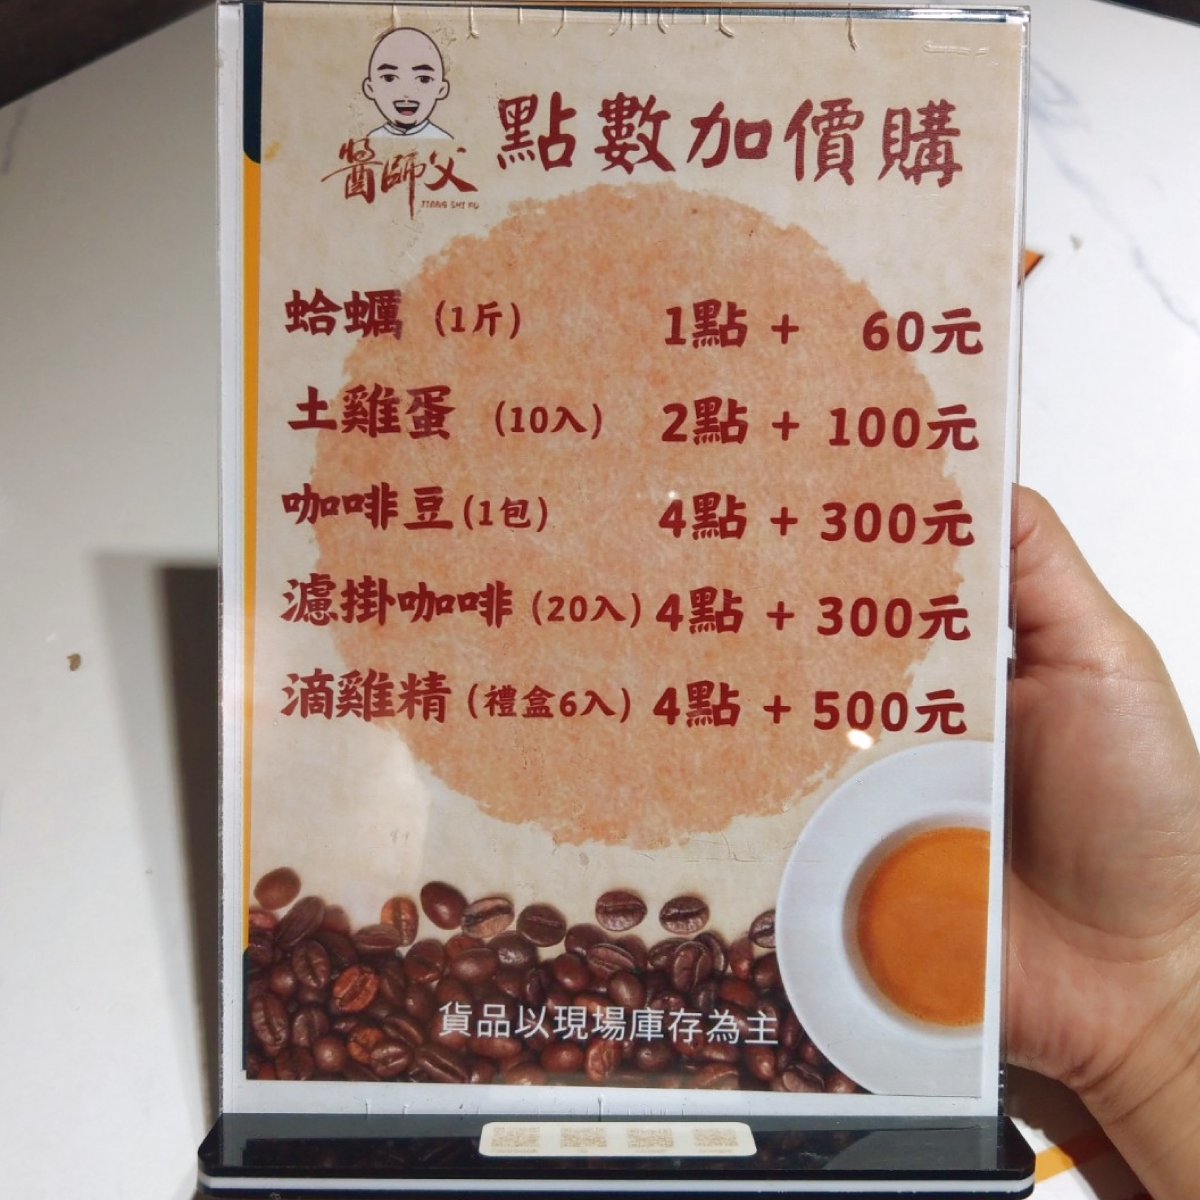 醬師父
JIANG SHI FU
點數加價購
蛤蠣 (1斤) 1點 + 60元
土雞蛋 (10入) 2點 + 100元
咖啡豆 (1包) 4點 + 300元
濾掛咖啡 (20入) 4點 + 300元
滴雞精 (禮盒6入) 4點 + 500元
貨品以現場庫存為主